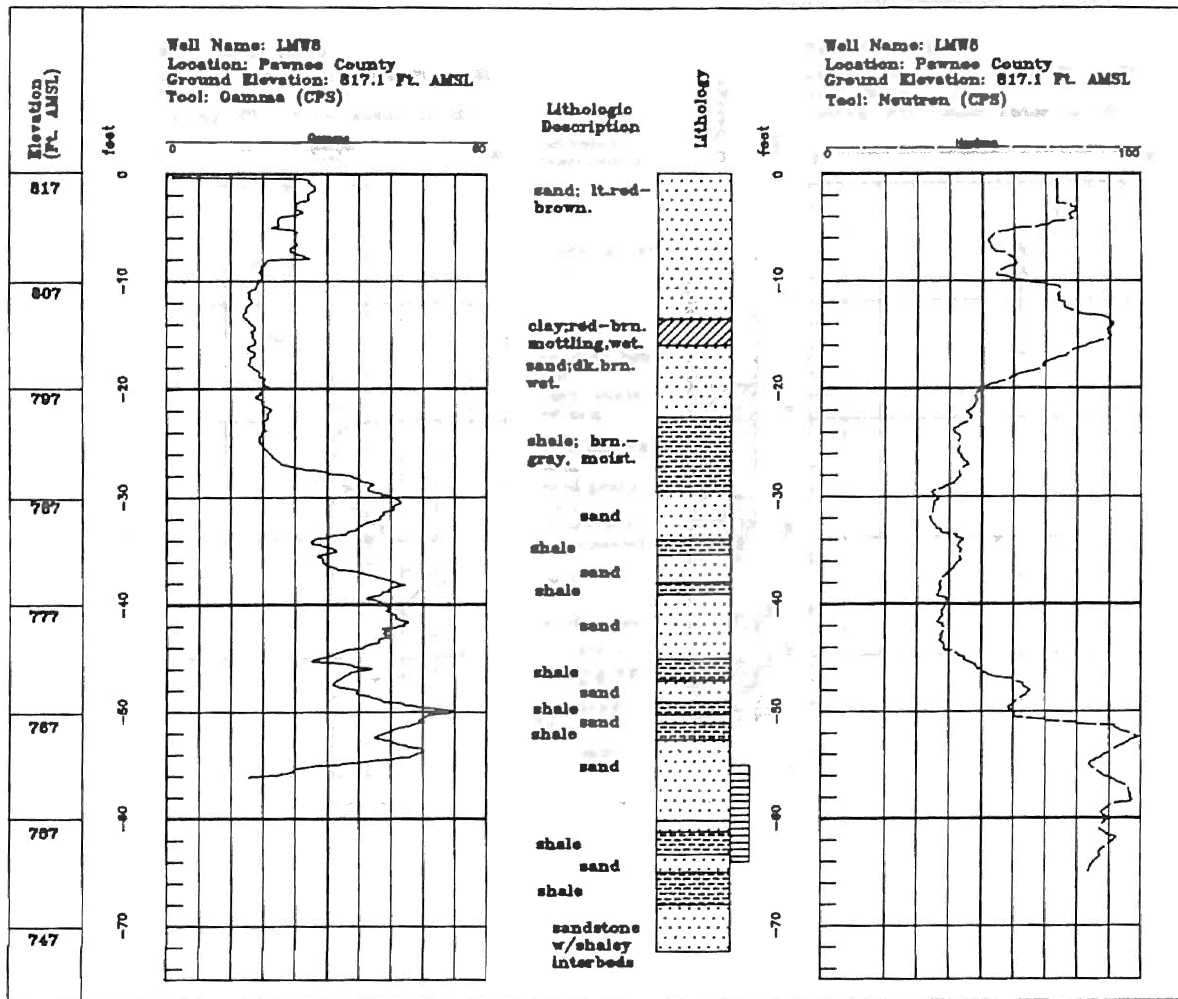 Elevation
(Ft. AMSL)
817
807
797
787
777
767
757
747
Well Name: LMW8
Location: Pawnee County
Ground Elevation: 817.1 Ft. AMSL
Tool: Gamma (CPS)
feet
0
Gamma
0
-10
-20
-30
-40
-50
-60
-70
Lithologic
Description
Lithology
sand; lt.red-
brown.
clay;red-brn.
mottling,wet.
sand;dk.brn.
wet.
shale; brn.-
gray, moist.
sand
shale
sand
shale
sand
shale
sand
shale
sand
shale
sand
shale
sand
shale
sandstone
w/shaley
interbeds
Well Name: LMW8
Location: Pawnee County
Ground Elevation: 817.1 Ft. AMSL
Tool: Neutron (CPS)
feet
0
Neutron
0
-10
-20
-30
-40
-50
-60
-70